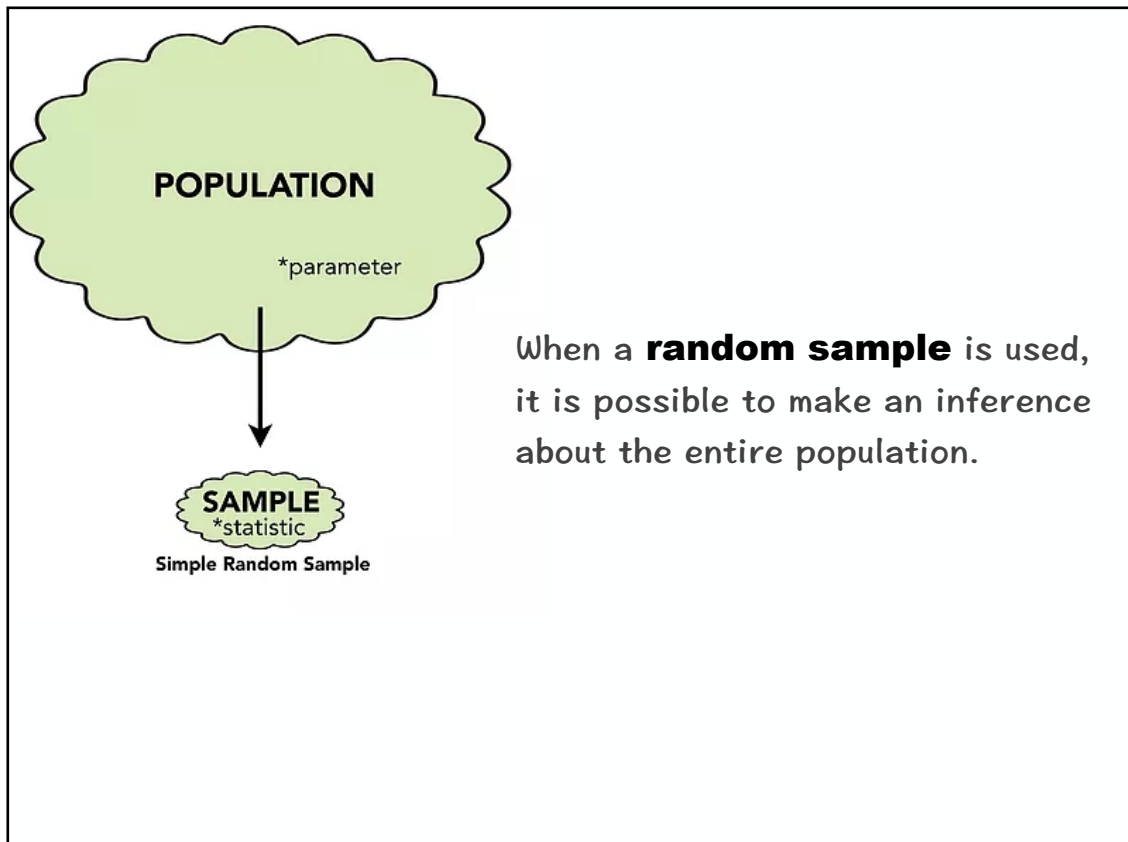 POPULATION
*parameter
When a random sample is used,
it is possible to make an inference
about the entire population.
SAMPLE
*statistic
Simple Random Sample